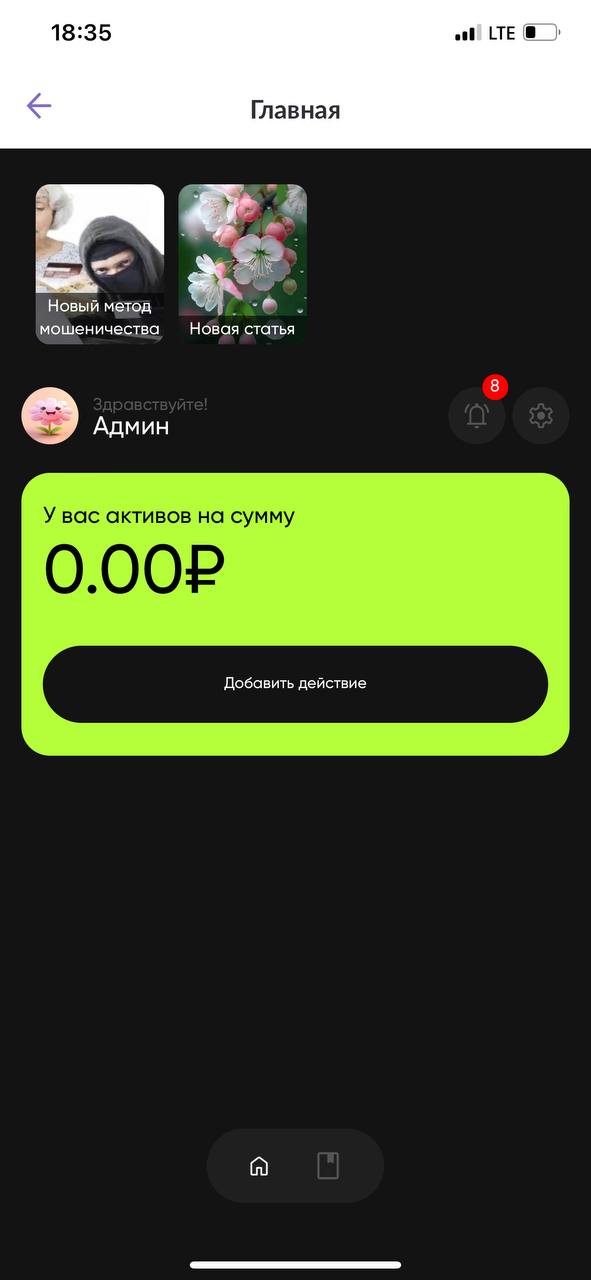 18:35
LTE
Главная
Новый метод
мошеничества
Новая статья
8
Здравствуйте!
Админ
У вас активов на сумму
0.00₽
Добавить действие